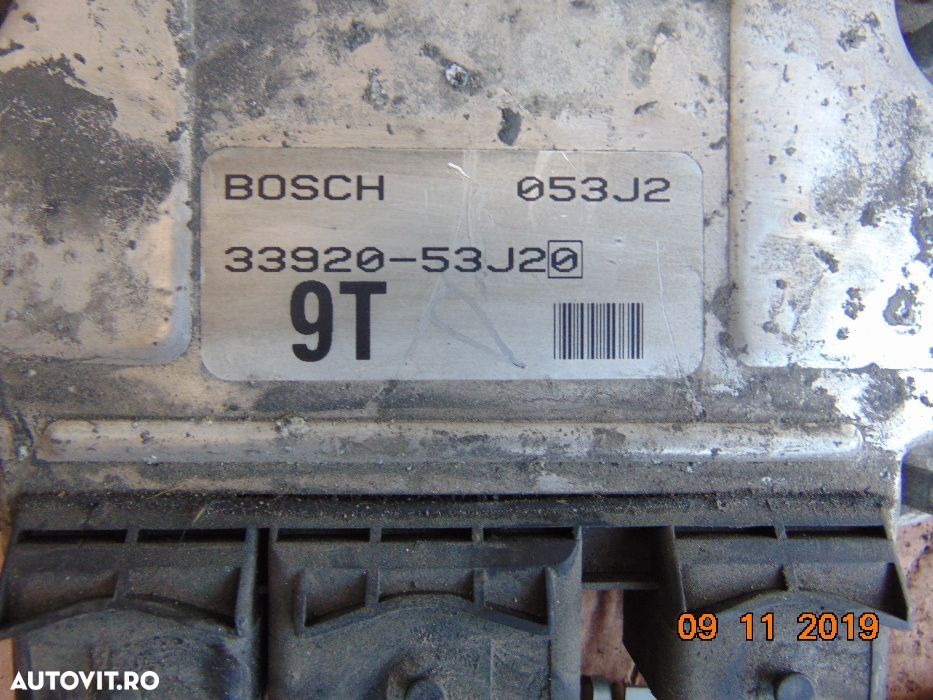 BOSCH 053J2
33920-53J20
9T
09 11 2019
AUTOVIT.RO